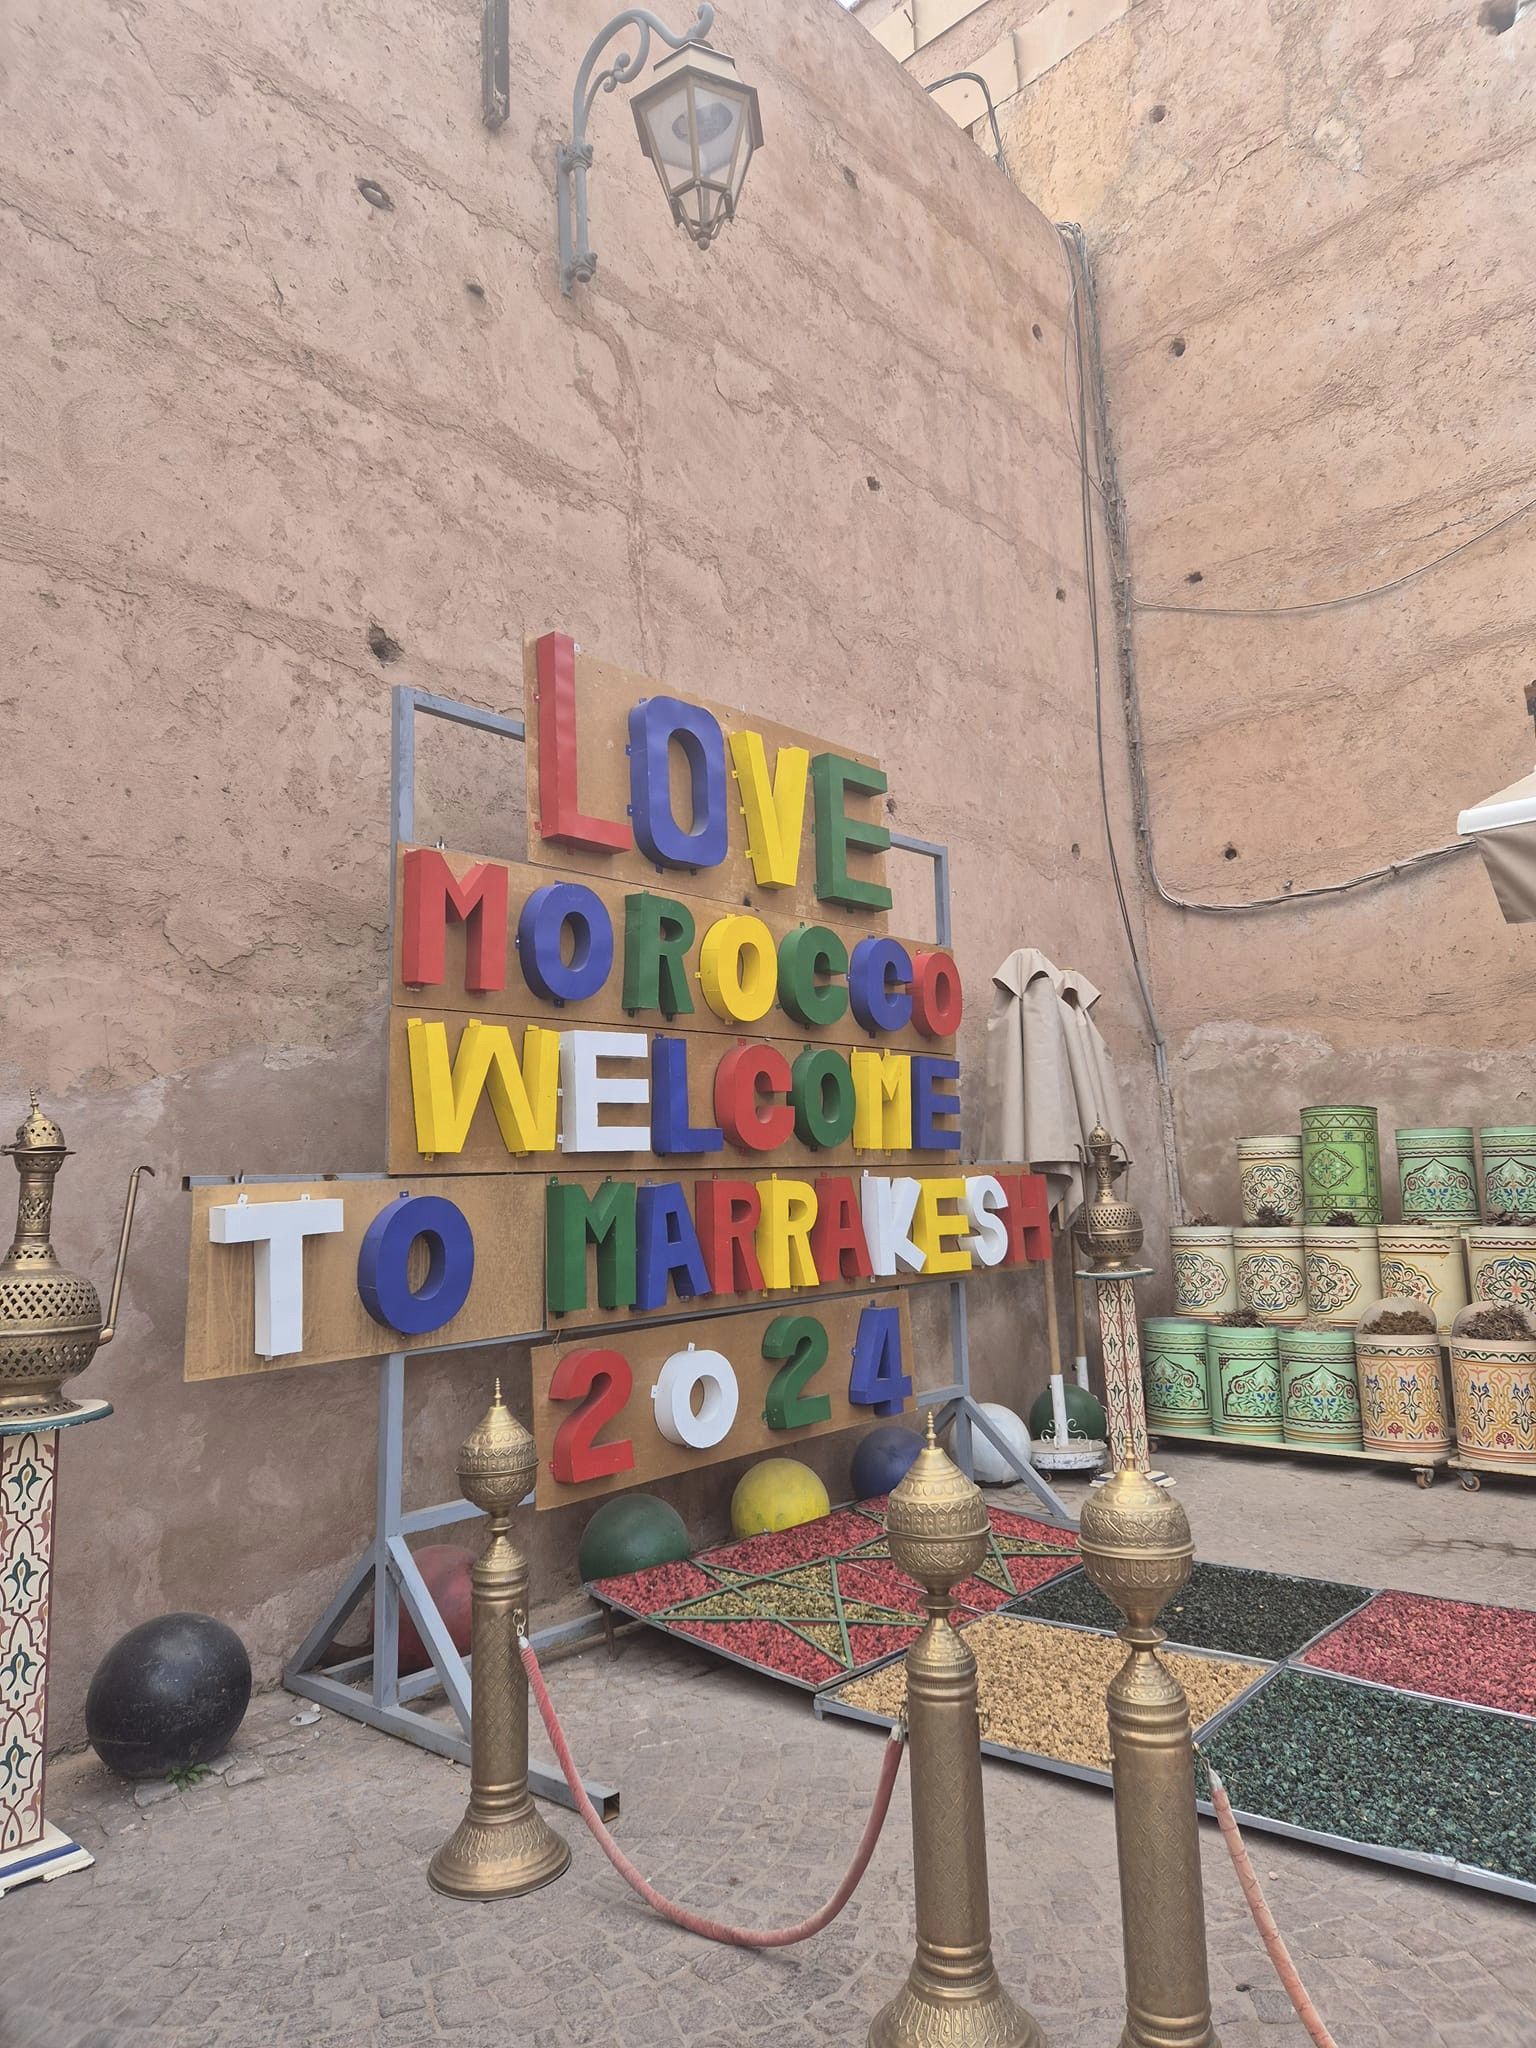 LOVE
MOROCCO
WELCOME
TO MARRAKESH
2024